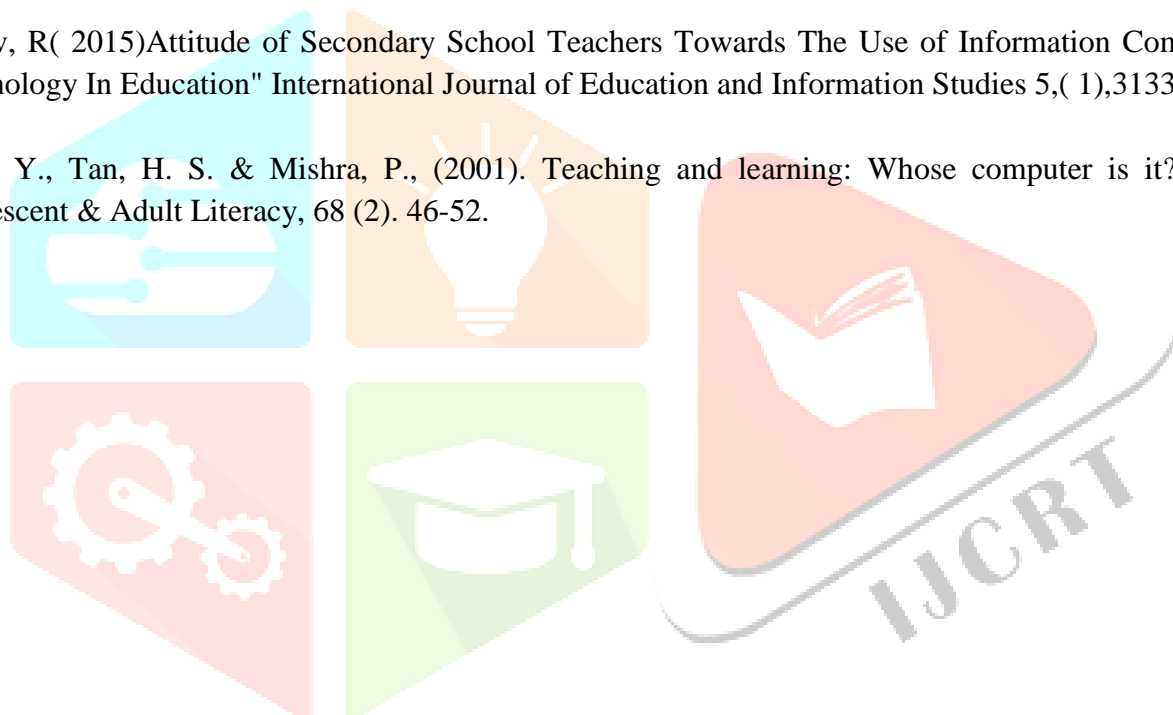 y, R( 2015)Attitude of Secondary School Teachers Towards The Use of Information Con
nology In Education" International Journal of Education and Information Studies 5,( 1),3133
Y., Tan, H. S. & Mishra, P., (2001). Teaching and learning: Whose computer is it?
escent & Adult Literacy, 68 (2). 46-52.
IJCRT